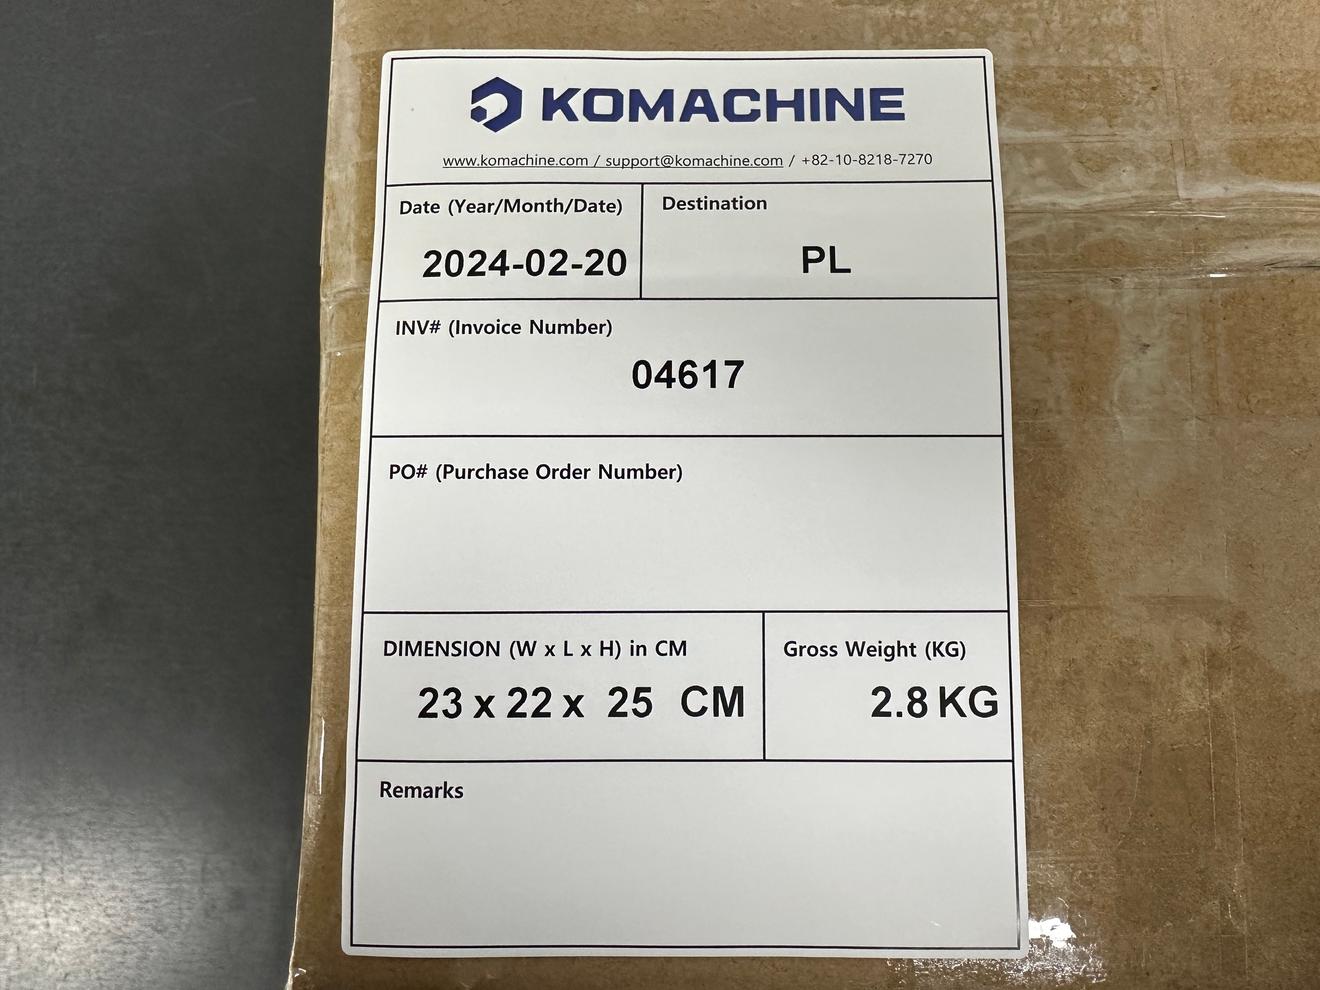 KOMACHINE
www.komachine.com / support@komachine.com / +82-10-8218-7270
Date (Year/Month/Date)
2024-02-20
Destination
PL
INV# (Invoice Number)
04617
PO# (Purchase Order Number)
DIMENSION (W x L x H) in CM
23 x 22 x 25 CM
Gross Weight (KG)
2.8 KG
Remarks